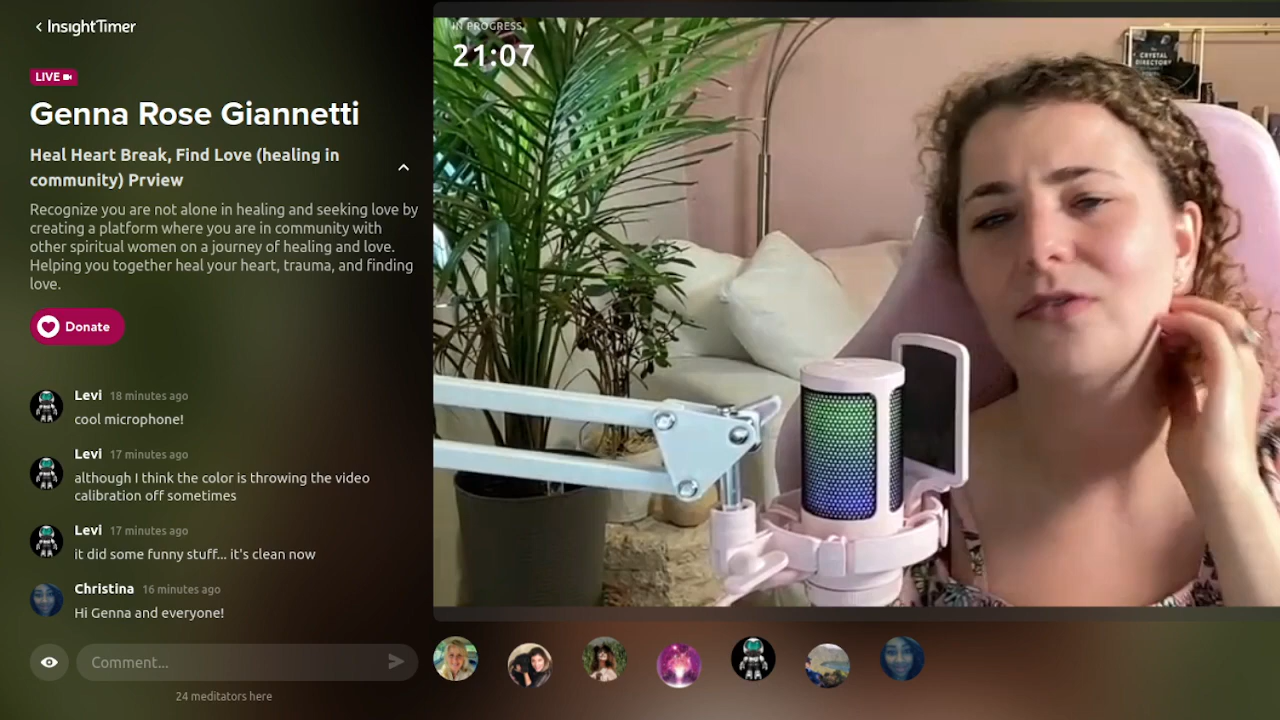 InsightTimer
LIVE
Genna Rose Giannetti
Heal Heart Break, Find Love (healing in
community) Prview
Recognize you are not alone in healing and seeking love by
creating a platform where you are in community with
other spiritual women on a journey of healing and love.
Helping you together heal your heart, trauma, and finding
love.
Donate
Levi 18 minutes ago
cool microphone!
Levi 17 minutes ago
although I think the color is throwing the video
calibration off sometimes
Levi 17 minutes ago
it did some funny stuff... it's clean now
Christina 16 minutes ago
Hi Genna and everyone!
Comment...
24 meditators here
IN PROGRESS
21:07
CRYSTAL
DIRECTORY